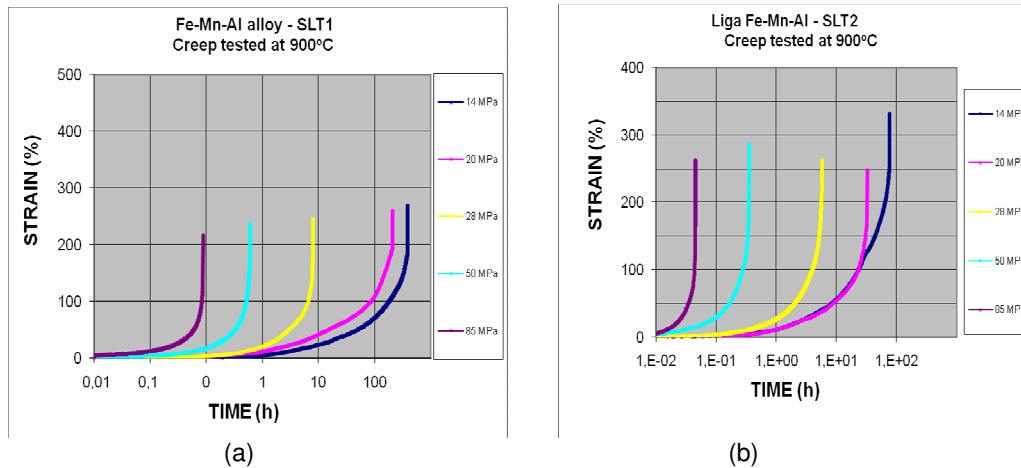 Fe-Mn-Al alloy - SLT1
Creep tested at 900ºC
STRAIN (%)
500
400
300
200
100
0
0,01
0,1
0
1
10
100
TIME (h)
14 MPa
20 MPa
28 MPa
50 MPa
85 MPa
(a)
Liga Fe-Mn-Al - SLT2
Creep tested at 900ºC
STRAIN (%)
400
300
200
100
0
1,E-02
1,E-01
1,E+00
1,E+01
1,E+02
TIME (h)
14 MP
20 MP
28 MP
50 MP
85 MP
(b)